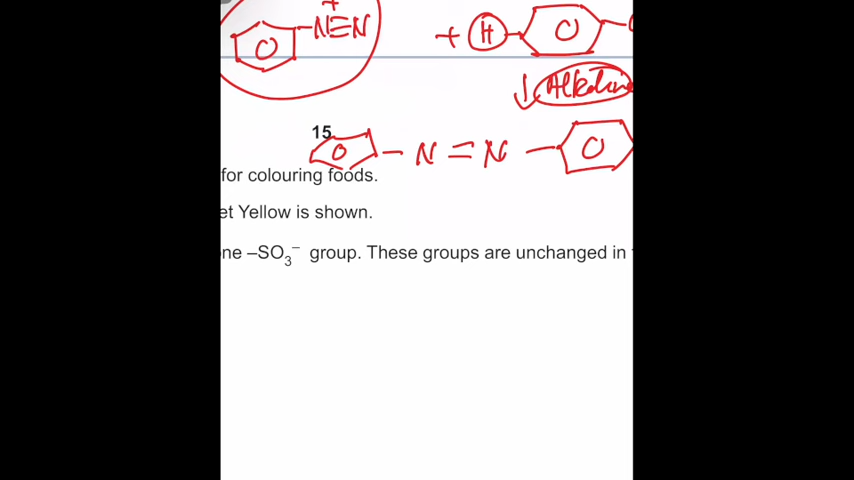 +
N≡N
+ H
↓ Alkaline
15
N = N
for colouring foods.
et Yellow is shown.
ne –SO₃⁻ group. These groups are unchanged in